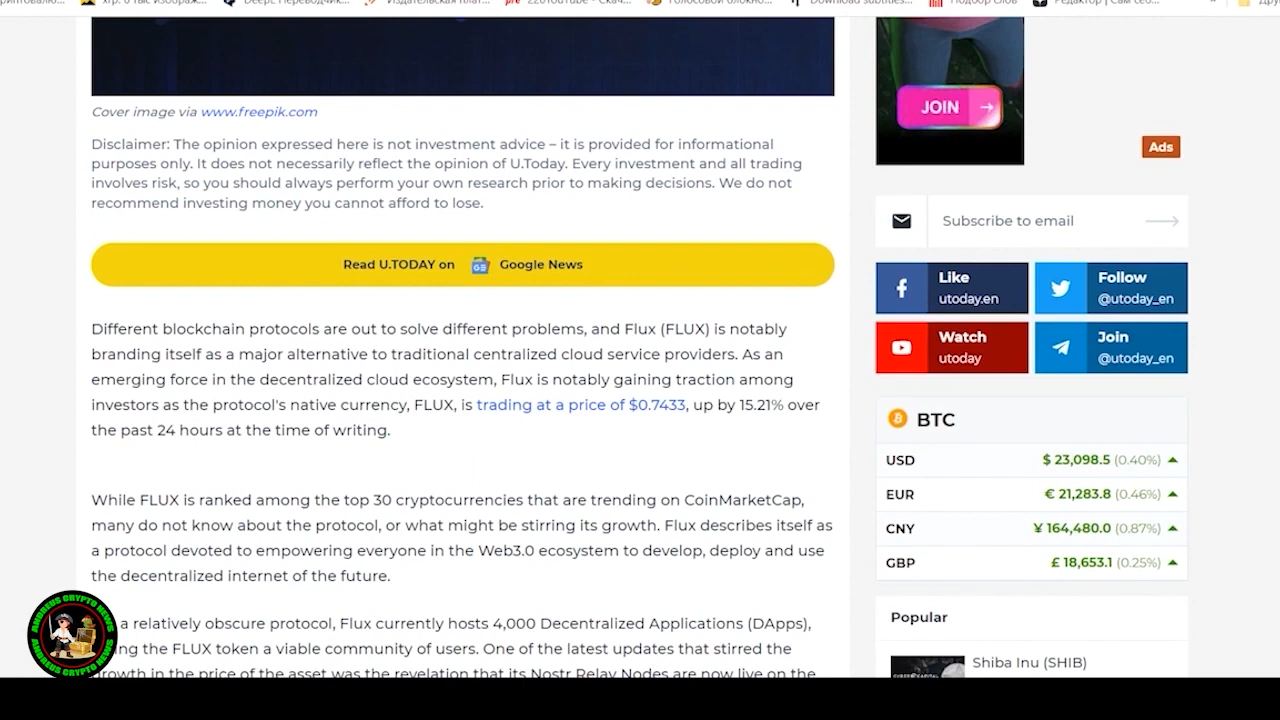 Cover image via www.freepik.com
Disclaimer: The opinion expressed here is not investment advice – it is provided for informational
purposes only. It does not necessarily reflect the opinion of U.Today. Every investment and all trading
involves risk, so you should always perform your own research prior to making decisions. We do not
recommend investing money you cannot afford to lose.
Read U.TODAY on Google News
Different blockchain protocols are out to solve different problems, and Flux (FLUX) is notably
branding itself as a major alternative to traditional centralized cloud service providers. As an
emerging force in the decentralized cloud ecosystem, Flux is notably gaining traction among
investors as the protocol's native currency, FLUX, is trading at a price of $0.7433, up by 15.21% over
the past 24 hours at the time of writing.
While FLUX is ranked among the top 30 cryptocurrencies that are trending on CoinMarketCap,
many do not know about the protocol, or what might be stirring its growth. Flux describes itself as
a protocol devoted to empowering everyone in the Web3.0 ecosystem to develop, deploy and use
the decentralized internet of the future.
a relatively obscure protocol, Flux currently hosts 4,000 Decentralized Applications (DApps),
the FLUX token a viable community of users. One of the latest updates that stirred the
growth in the price of the asset was the revelation that its Nostr Relay Nodes are now live on the
ANDREUS CRYPTO NEWS
ANDREUS CRYPTO NEWS
JOIN
Ads
Subscribe to email
Like
utoday.en
Follow
@utoday_en
Watch
utoday
Join
@utoday_en
BTC
USD $ 23,098.5 (0.40%)
EUR € 21,283.8 (0.46%)
CNY ¥ 164,480.0 (0.87%)
GBP £ 18,653.1 (0.25%)
Popular
Shiba Inu (SHIB)